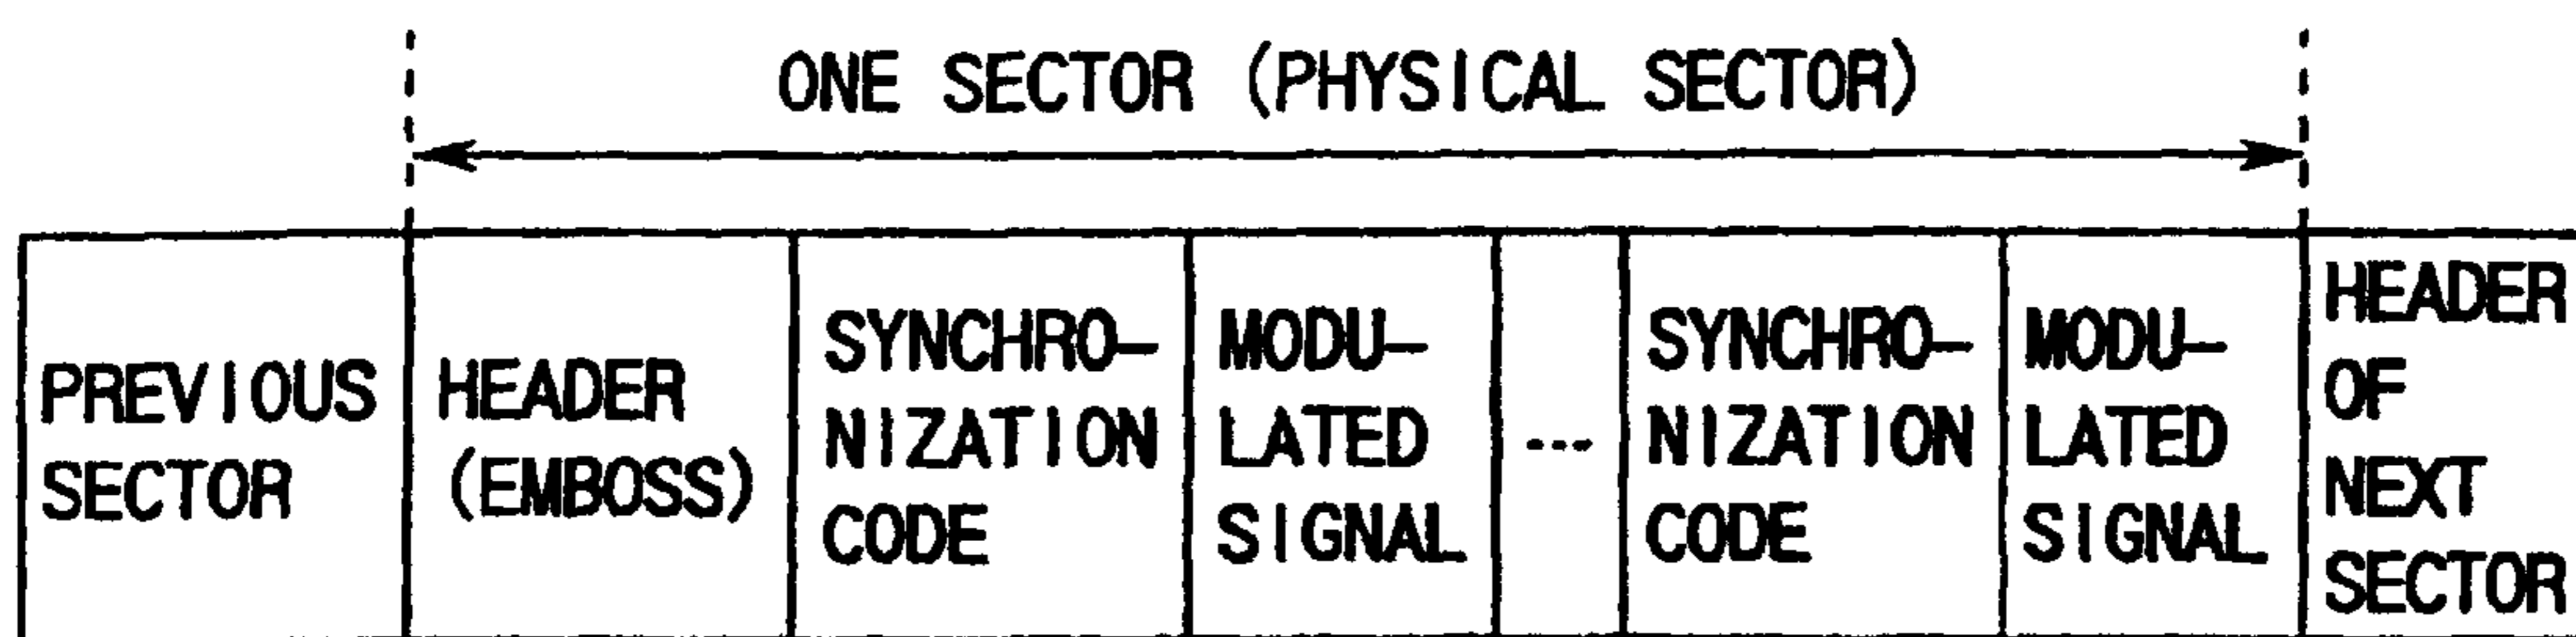 ONE SECTOR (PHYSICAL SECTOR)
PREVIOUS
SECTOR
HEADER
(EMBOSS)
SYNCHRO-
NIZATION
CODE
MODU-
LATED
SIGNAL
---
SYNCHRO-
NIZATION
CODE
MODU-
LATED
SIGNAL
HEADER
OF
NEXT
SECTOR